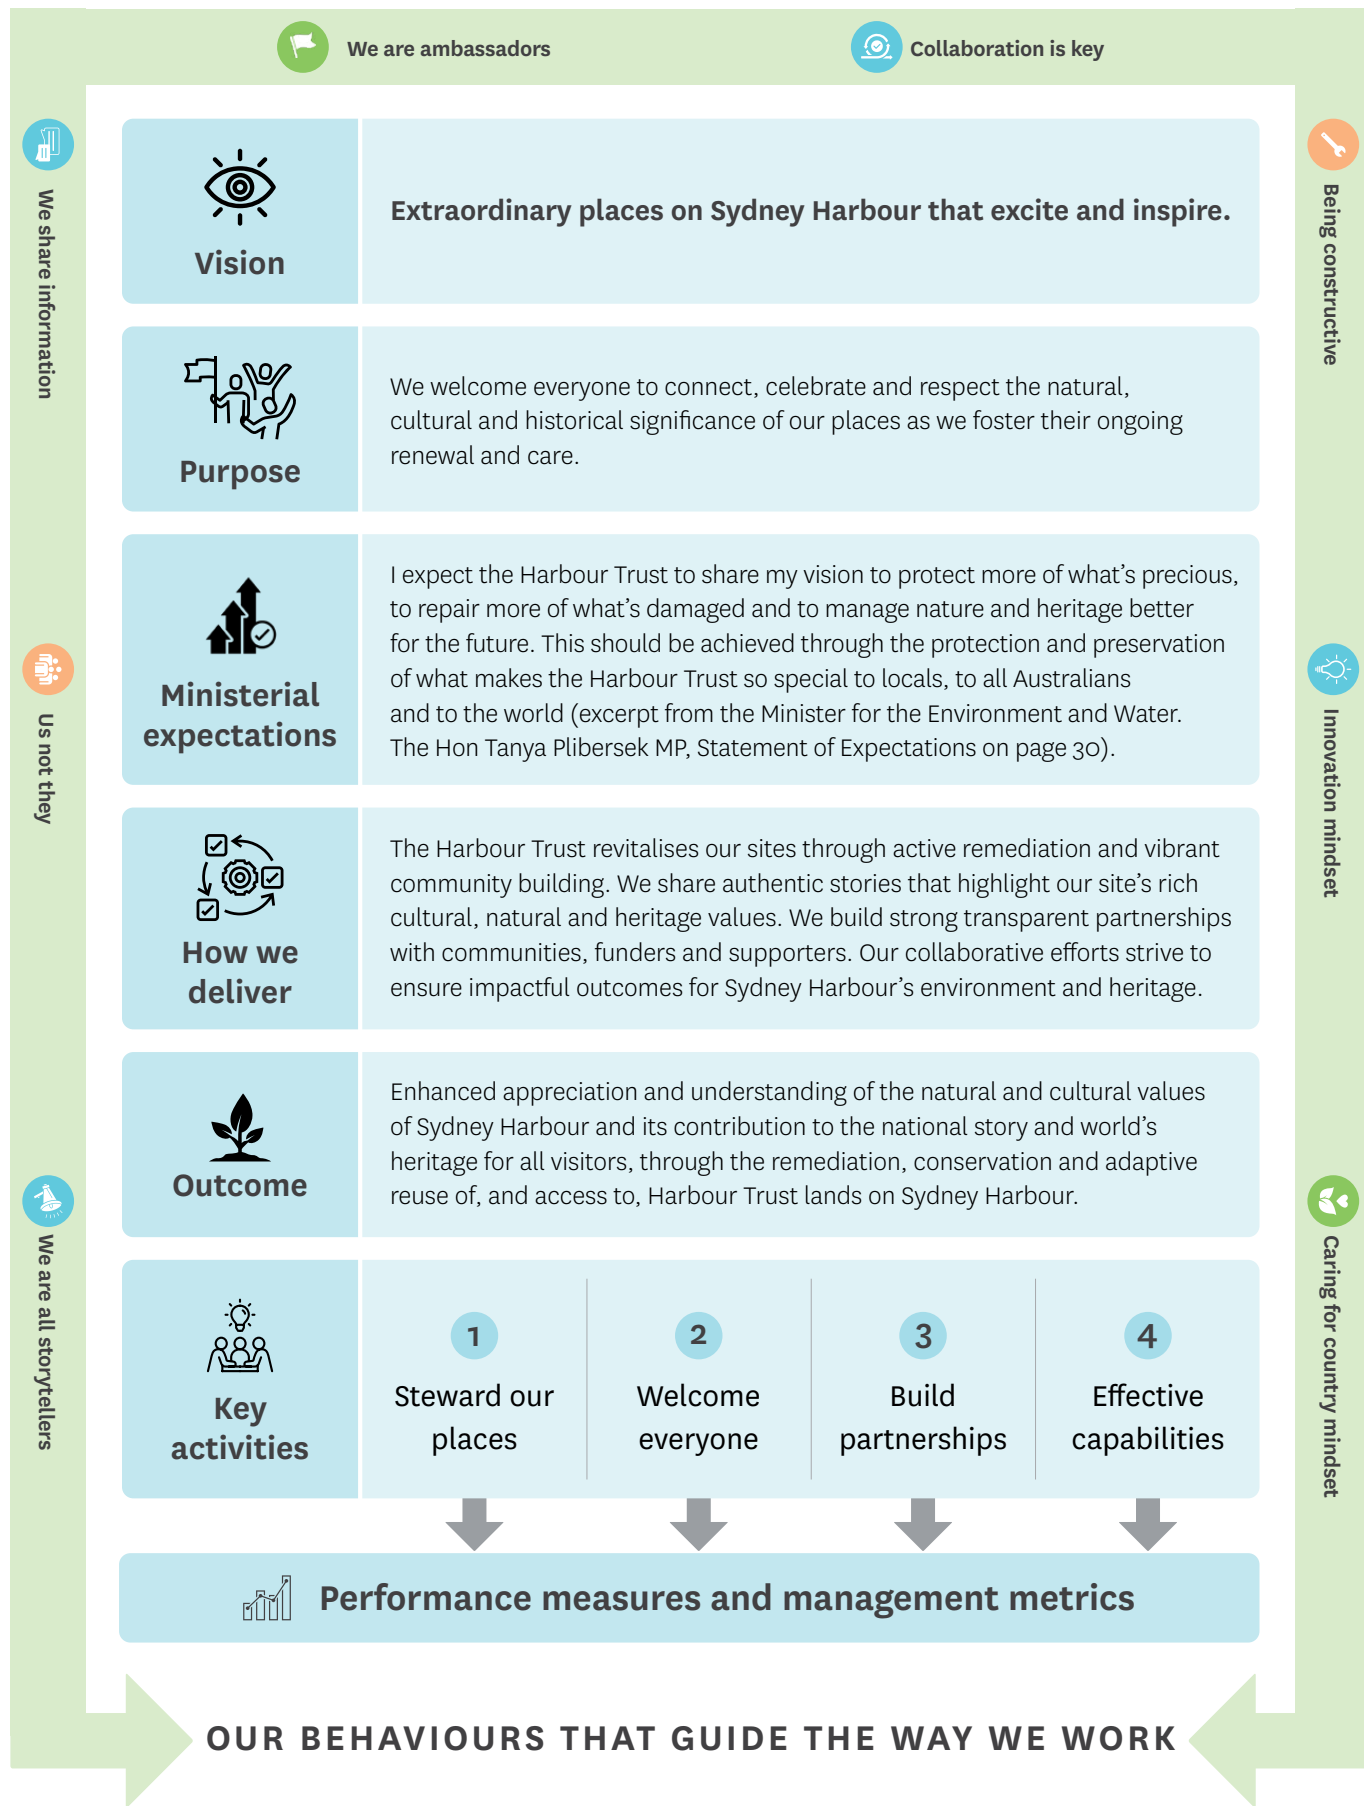 We are ambassadors
Collaboration is key
We share information
Us not they
We are all storytellers
Being constructive
Innovation mindset
Caring for country mindset
Vision
Extraordinary places on Sydney Harbour that excite and inspire.
Purpose
We welcome everyone to connect, celebrate and respect the natural,
cultural and historical significance of our places as we foster their ongoing
renewal and care.
Ministerial
expectations
I expect the Harbour Trust to share my vision to protect more of what's precious,
to repair more of what's damaged and to manage nature and heritage better
for the future. This should be achieved through the protection and preservation
of what makes the Harbour Trust so special to locals, to all Australians
and to the world (excerpt from the Minister for the Environment and Water.
The Hon Tanya Plibersek MP, Statement of Expectations on page 30).
How we
deliver
The Harbour Trust revitalises our sites through active remediation and vibrant
community building. We share authentic stories that highlight our site's rich
cultural, natural and heritage values. We build strong transparent partnerships
with communities, funders and supporters. Our collaborative efforts strive to
ensure impactful outcomes for Sydney Harbour's environment and heritage.
Outcome
Enhanced appreciation and understanding of the natural and cultural values
of Sydney Harbour and its contribution to the national story and world's
heritage for all visitors, through the remediation, conservation and adaptive
reuse of, and access to, Harbour Trust lands on Sydney Harbour.
Key
activities
1
Steward our
places
2
Welcome
everyone
3
Build
partnerships
4
Effective
capabilities
Performance measures and management metrics
OUR BEHAVIOURS THAT GUIDE THE WAY WE WORK